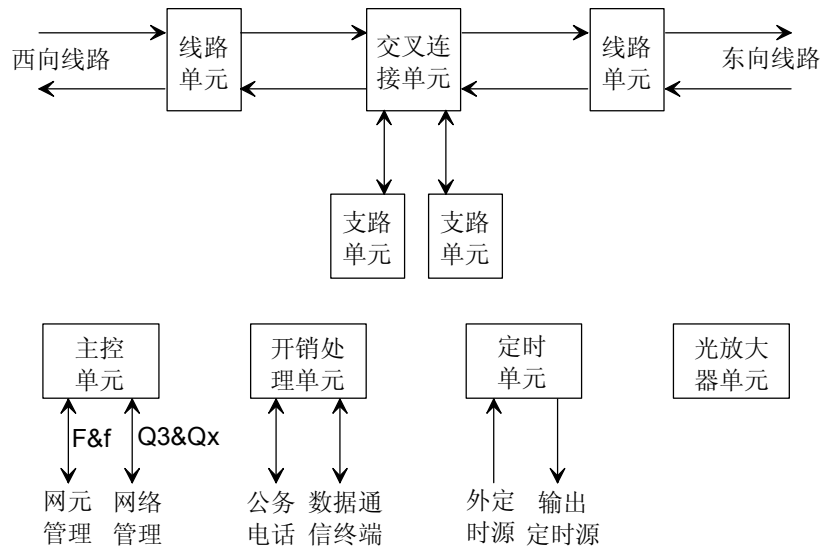 西向线路
线路
单元
交叉连
接单元
线路
单元
东向线路
支路
单元
支路
单元
主控
单元
开销处
理单元
定时
单元
光放大
器单元
F&f
Q3&Qx
网元
管理
网络
管理
公务
电话
数据通
信终端
外定
时源
输出
定时源